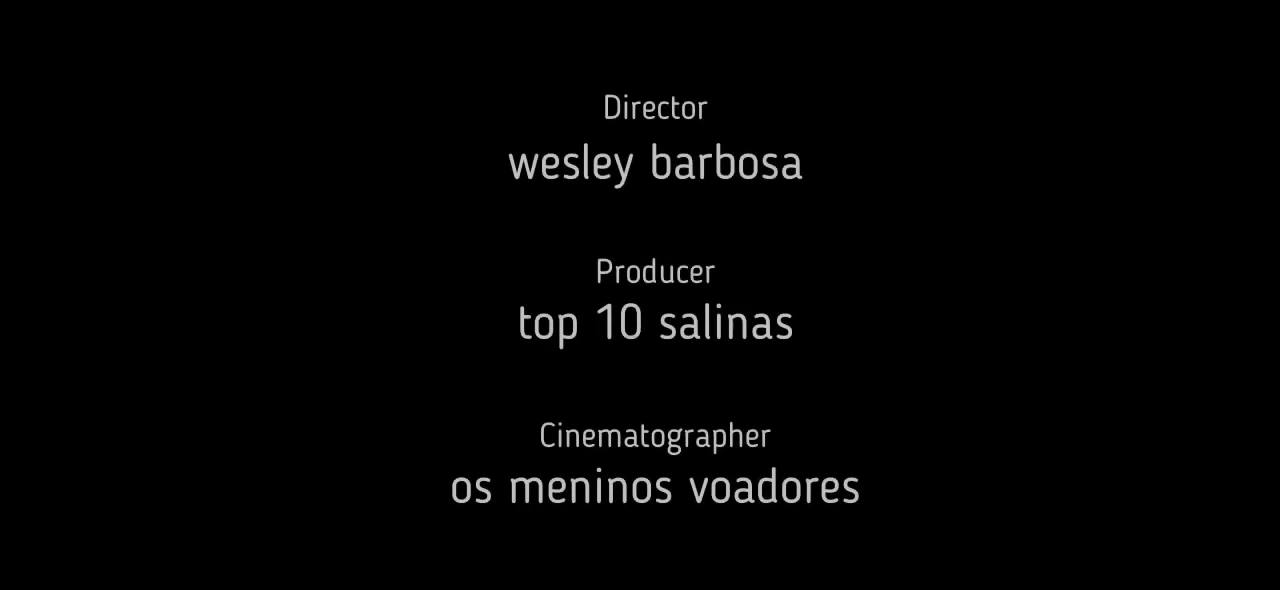 Director
wesley barbosa
Producer
top 10 salinas
Cinematographer
os meninos voadores